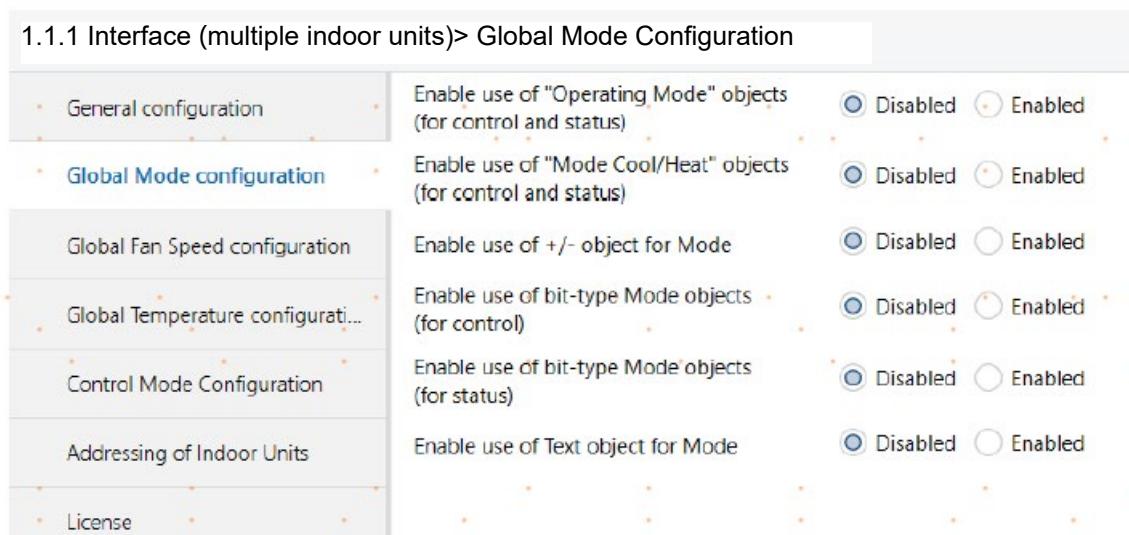 1.1.1 Interface (multiple indoor units)> Global Mode Configuration
General configuration
Global Mode configuration
Global Fan Speed configuration
Global Temperature configurati...
Control Mode Configuration
Addressing of Indoor Units
License
Enable use of "Operating Mode" objects
(for control and status)
Disabled Enabled
Enable use of "Mode Cool/Heat" objects
(for control and status)
Disabled Enabled
Enable use of +/- object for Mode
Disabled Enabled
Enable use of bit-type Mode objects
(for control)
Disabled Enabled
Enable use of bit-type Mode objects
(for status)
Disabled Enabled
Enable use of Text object for Mode
Disabled Enabled